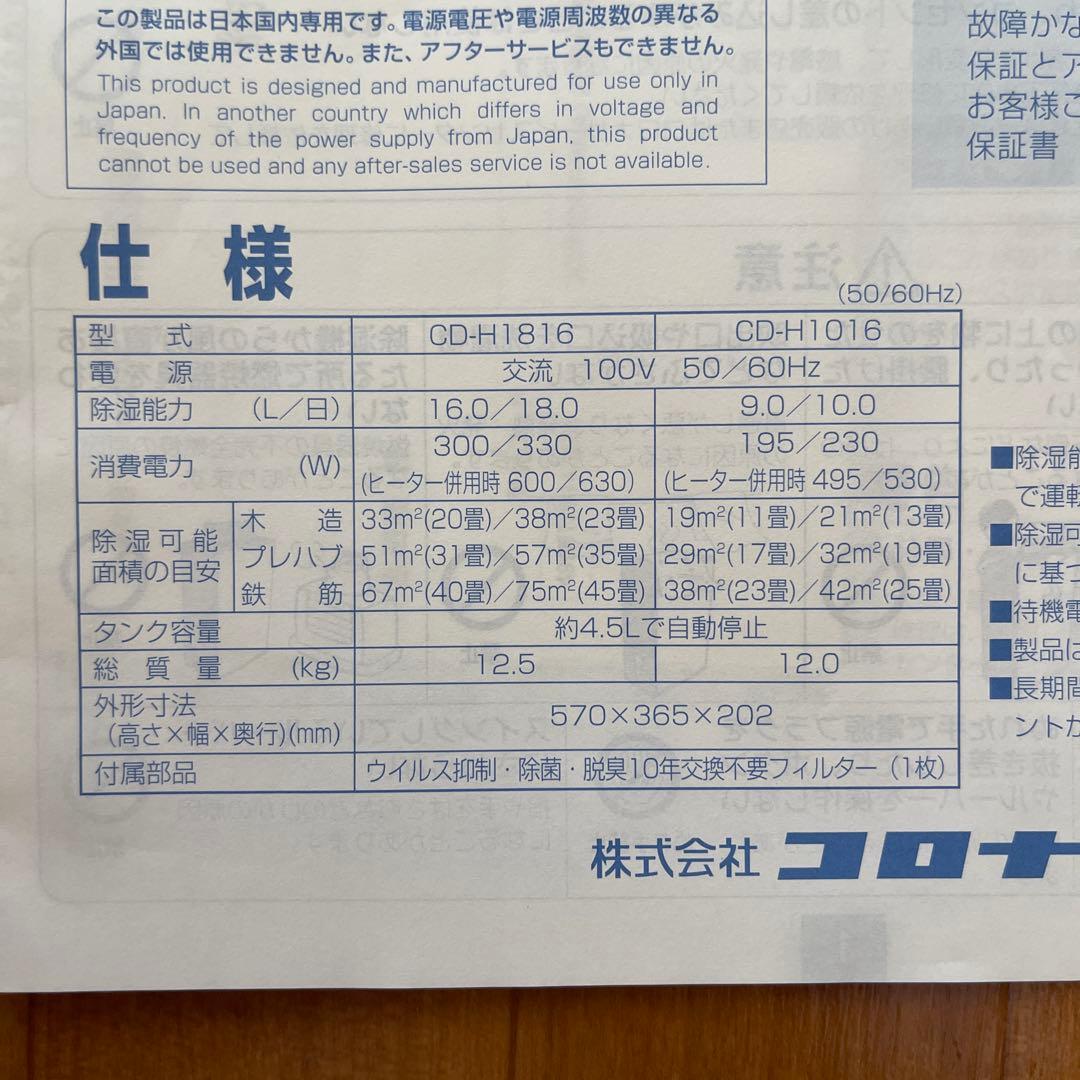 この製品は日本国内専用です。電源電圧や電源周波数の異なる
外国では使用できません。また、アフターサービスもできません。
This product is designed and manufactured for use only in
Japan. In another country which differs in voltage and
frequency of the power supply from Japan, this product
cannot be used and any after-sales service is not available.
故障かな
保証とア
お客様ご
保証書
仕様
(50/60Hz)
型式 CD-H1816 CD-H1016
電源 交流 100V 50/60Hz
除湿能力 (L/日) 16.0/18.0 9.0/10.0
消費電力 (W) 300/330 195/230
(ヒーター併用時 600/630) (ヒーター併用時 495/530)
除湿可能
面積の目安
木造 33m²(20畳)/38m²(23畳) 19m²(11畳)/21m²(13畳)
プレハブ 51m²(31畳)/57m²(35畳) 29m²(17畳)/32m²(19畳)
鉄筋 67m²(40畳)/75m²(45畳) 38m²(23畳)/42m²(25畳)
タンク容量 約4.5Lで自動停止
総質量 (kg) 12.5 12.0
外形寸法
(高さ×幅×奥行)(mm) 570×365×202
付属部品 ウイルス抑制・除菌・脱臭10年交換不要フィルター(1枚)
■除湿能
で運転
■除湿可
に基づ
■待機電
■製品は
■長期間
ントか
株式会社 コロナ